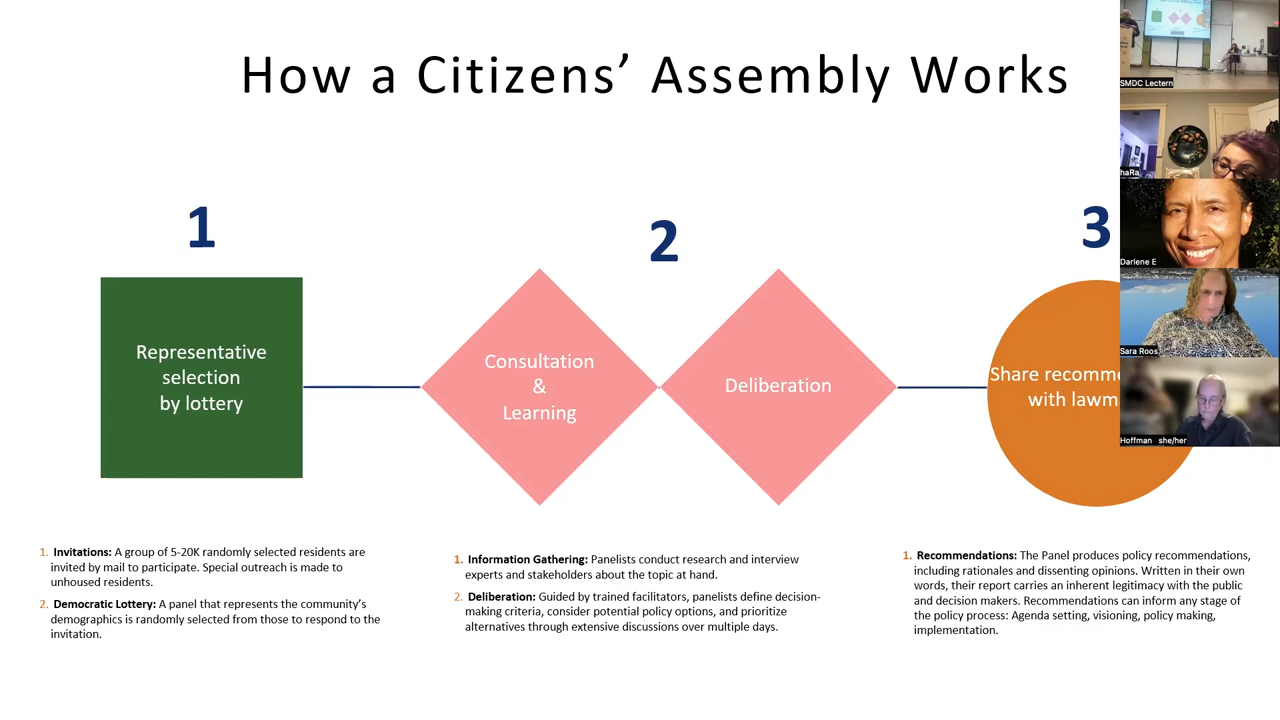 How a Citizens’ Assembly Works
1
2
3
Representative
selection
by lottery
Consultation
&
Learning
Deliberation
Share recomm
with lawm
1. Invitations: A group of 5-20K randomly selected residents are
invited by mail to participate. Special outreach is made to
unhoused residents.
2. Democratic Lottery: A panel that represents the community’s
demographics is randomly selected from those to respond to the
invitation.
1. Information Gathering: Panelists conduct research and interview
experts and stakeholders about the topic at hand.
2. Deliberation: Guided by trained facilitators, panelists define decision-
making criteria, consider potential policy options, and prioritize
alternatives through extensive discussions over multiple days.
1. Recommendations: The Panel produces policy recommendations,
including rationales and dissenting opinions. Written in their own
words, their report carries an inherent legitimacy with the public
and decision makers. Recommendations can inform any stage of
the policy process: Agenda setting, visioning, policy making,
implementation.
SMDC Lectern
haRa
Darlene E
Sara Roos
Hoffman she/her